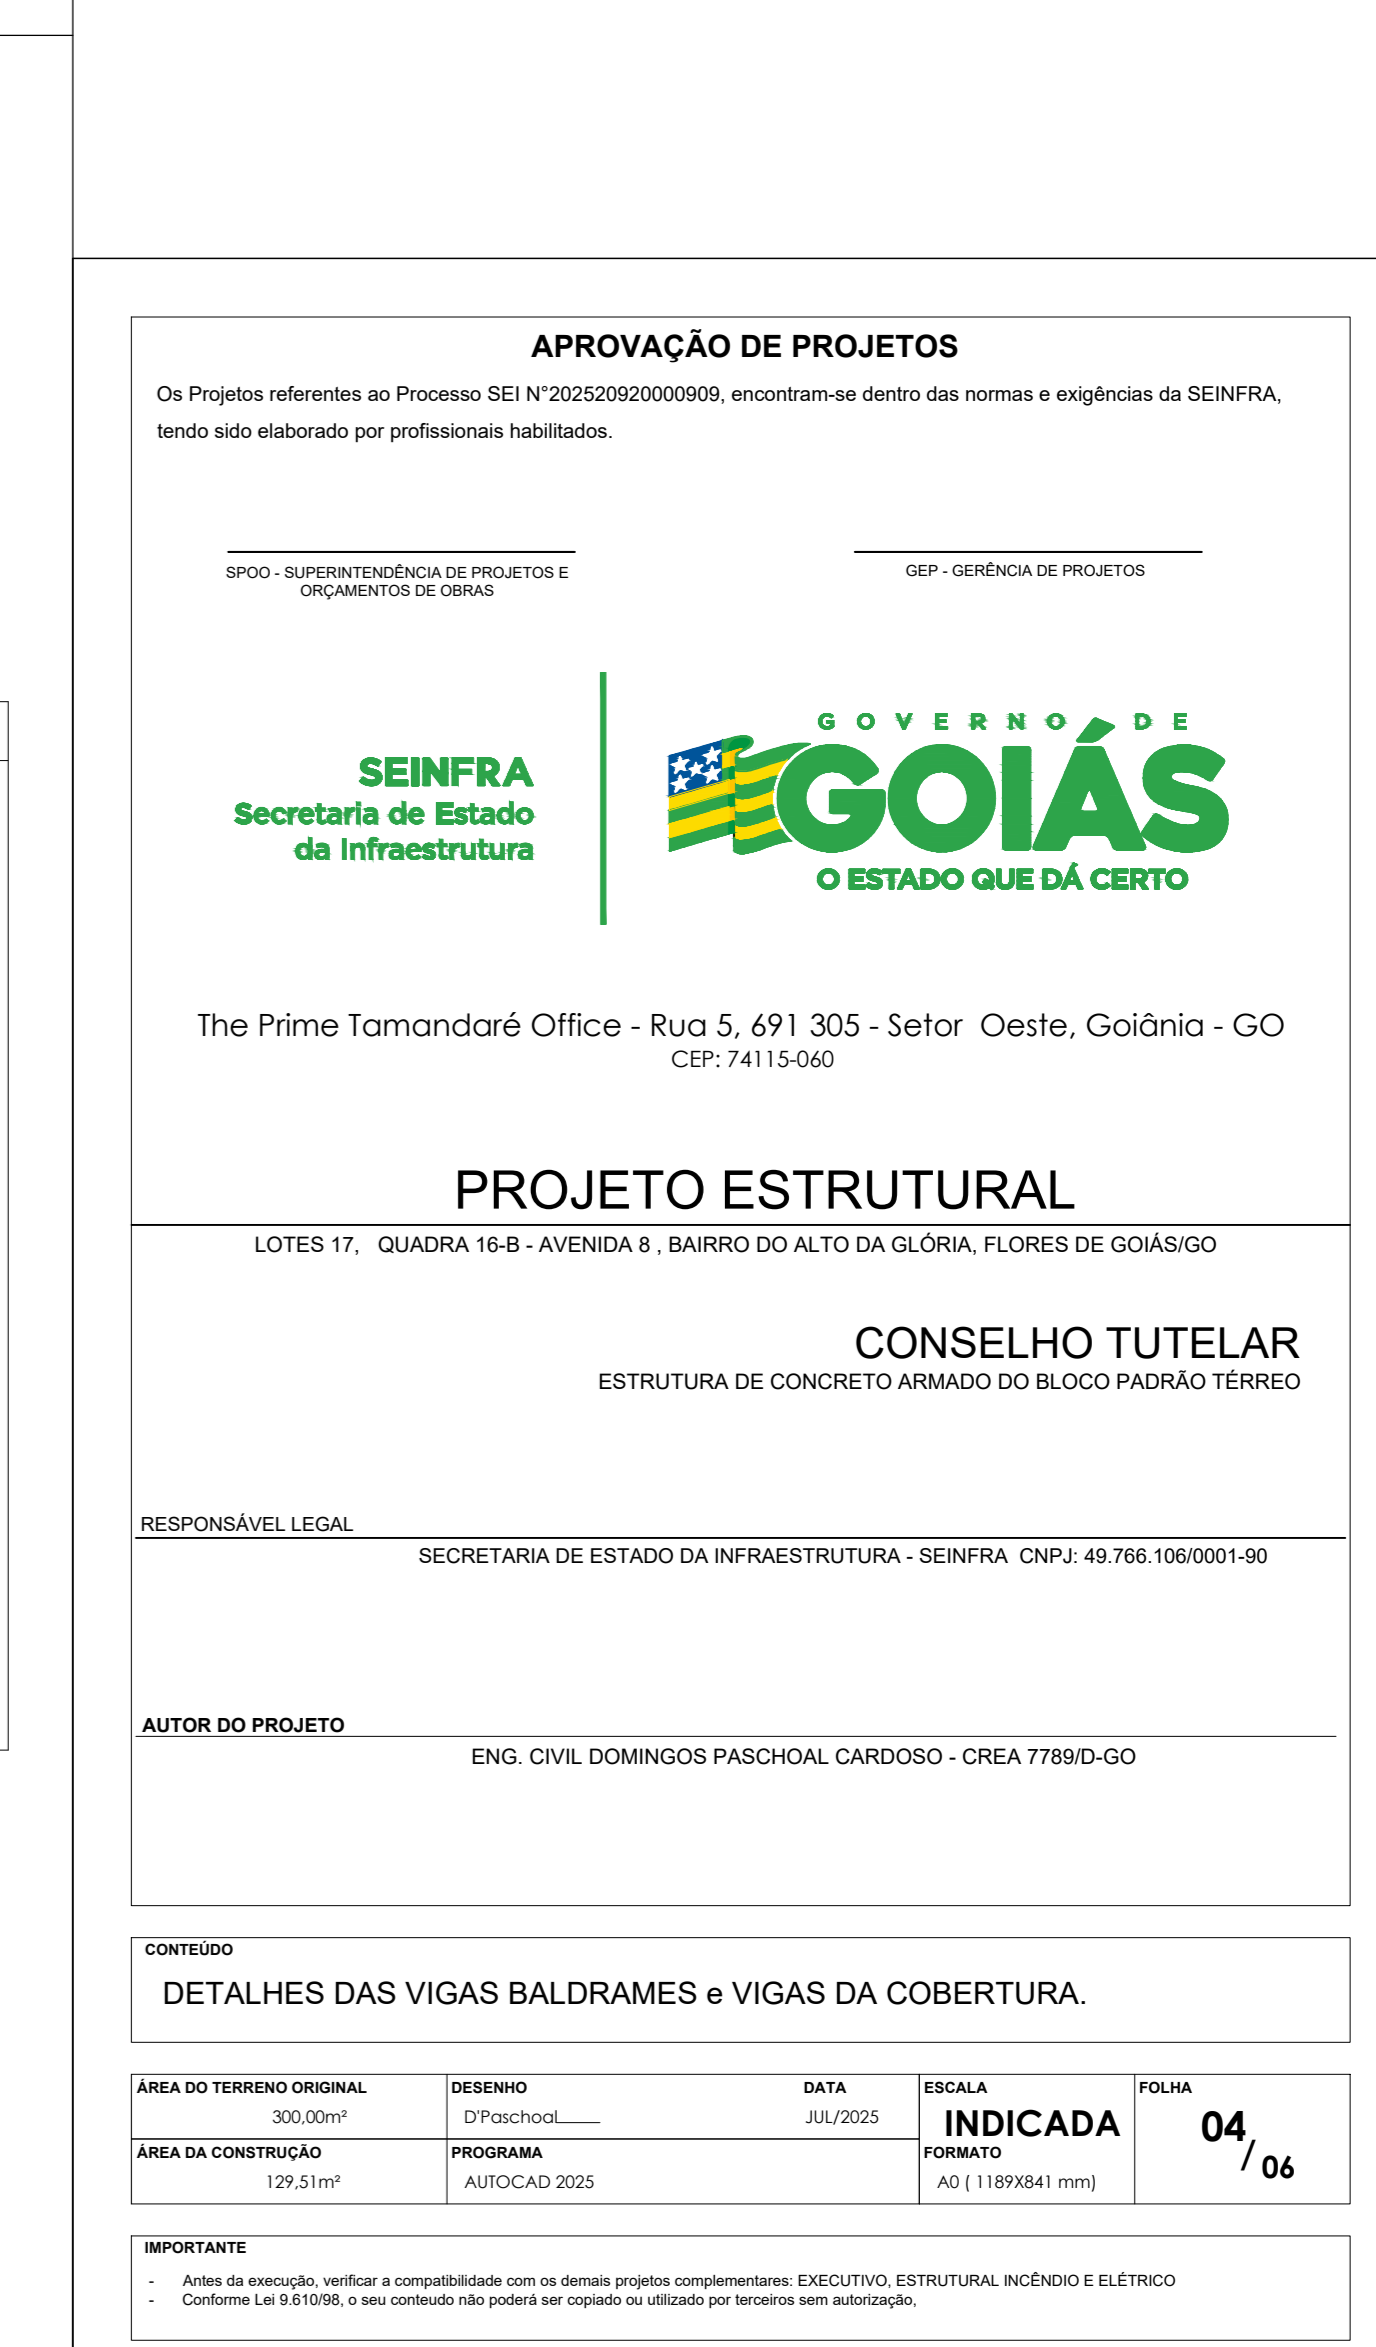 APROVAÇÃO DE PROJETOS
Os Projetos referentes ao Processo SEI N°202520920000909, encontram-se dentro das normas e exigências da SEINFRA,
tendo sido elaborado por profissionais habilitados.
SPOO - SUPERINTENDÊNCIA DE PROJETOS E
ORÇAMENTOS DE OBRAS
GEP - GERÊNCIA DE PROJETOS
SEINFRA
Secretaria de Estado
da Infraestrutura
GOVERNO DE
GOIÁS
O ESTADO QUE DÁ CERTO
The Prime Tamandaré Office - Rua 5, 691 305 - Setor Oeste, Goiânia - GO
CEP: 74115-060
PROJETO ESTRUTURAL
LOTES 17, QUADRA 16-B - AVENIDA 8 , BAIRRO DO ALTO DA GLÓRIA, FLORES DE GOIÁS/GO
CONSELHO TUTELAR
ESTRUTURA DE CONCRETO ARMADO DO BLOCO PADRÃO TÉRREO
RESPONSÁVEL LEGAL
SECRETARIA DE ESTADO DA INFRAESTRUTURA - SEINFRA CNPJ: 49.766.106/0001-90
AUTOR DO PROJETO
ENG. CIVIL DOMINGOS PASCHOAL CARDOSO - CREA 7789/D-GO
CONTEÚDO
DETALHES DAS VIGAS BALDRAMES e VIGAS DA COBERTURA.
ÁREA DO TERRENO ORIGINAL
300,00m²
DESENHO
D'Paschoal
DATA
JUL/2025
ESCALA
INDICADA
FOLHA
04/06
ÁREA DA CONSTRUÇÃO
129,51m²
PROGRAMA
AUTOCAD 2025
FORMATO
A0 ( 1189X841 mm)
IMPORTANTE
- Antes da execução, verificar a compatibilidade com os demais projetos complementares: EXECUTIVO, ESTRUTURAL INCÊNDIO E ELÉTRICO
- Conforme Lei 9.610/98, o seu conteudo não poderá ser copiado ou utilizado por terceiros sem autorização,